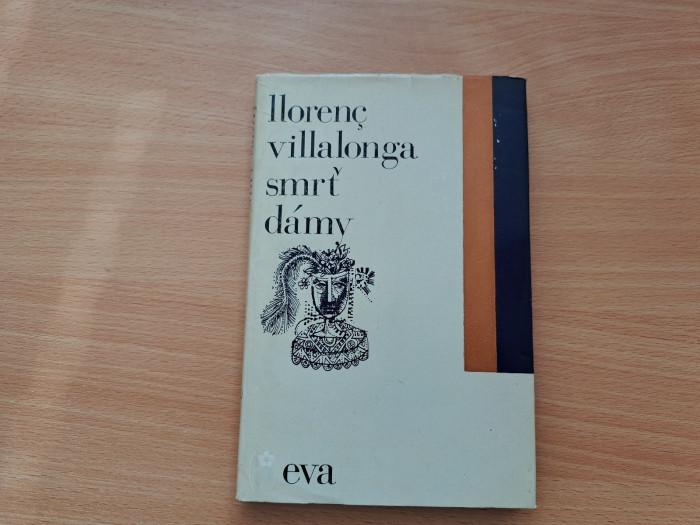 llorenç
villalonga
smrť
dámy
eva